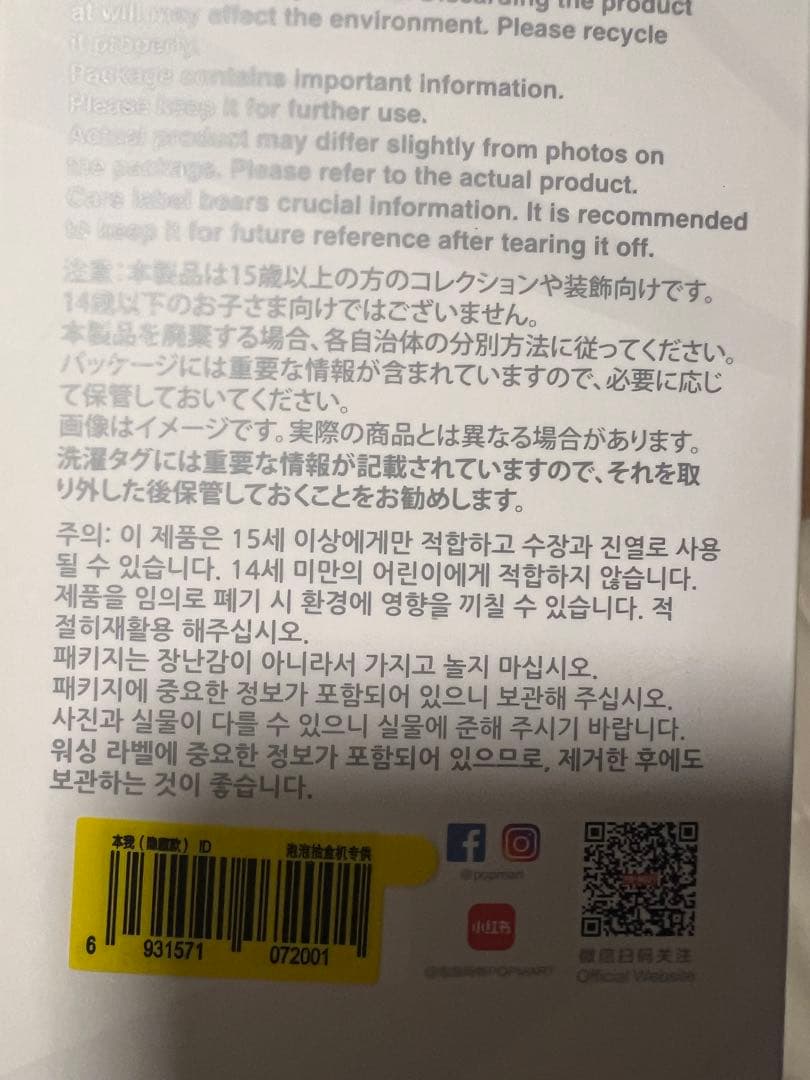 the product
at will may affect the environment. Please recycle
it properly.
Package contains important information.
Please keep it for further use.
Actual product may differ slightly from photos on
the package. Please refer to the actual product.
Care label bears crucial information. It is recommended
to keep it for future reference after tearing it off.
注意：本製品は15歳以上の方のコレクションや装飾向けです。
14歳以下のお子さま向けではございません。
本製品を廃棄する場合、各自治体の分別方法に従ってください。
パッケージには重要な情報が含まれていますので、必要に応じ
て保管しておいてください。
画像はイメージです。実際の商品とは異なる場合があります。
洗濯タグには重要な情報が記載されていますので、それを取
り外した後保管しておくことをお勧めします。
주의: 이 제품은 15세 이상에게만 적합하고 수장과 진열로 사용
될 수 있습니다. 14세 미만의 어린이에게 적합하지 않습니다.
제품을 임의로 폐기 시 환경에 영향을 끼칠 수 있습니다. 적
절히재활용 해주십시오.
패키지는 장난감이 아니라서 가지고 놀지 마십시오.
패키지에 중요한 정보가 포함되어 있으니 보관해 주십시오.
사진과 실물이 다를 수 있으니 실물에 준해 주시기 바랍니다.
워싱 라벨에 중요한 정보가 포함되어 있으므로, 제거한 후에도
보관하는 것이 좋습니다.
本我（隐藏款）ID 泡泡抽盒机专供
6 931571 072001
@popmart
小红书
@泡泡玛特POPMART
微信扫码关注
Official Website